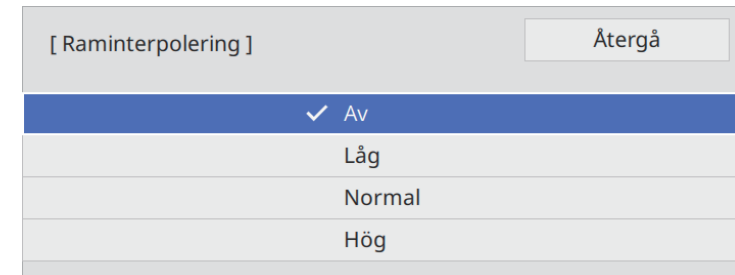 [ Raminterpolering ]
Återgå
Av
Låg
Normal
Hög